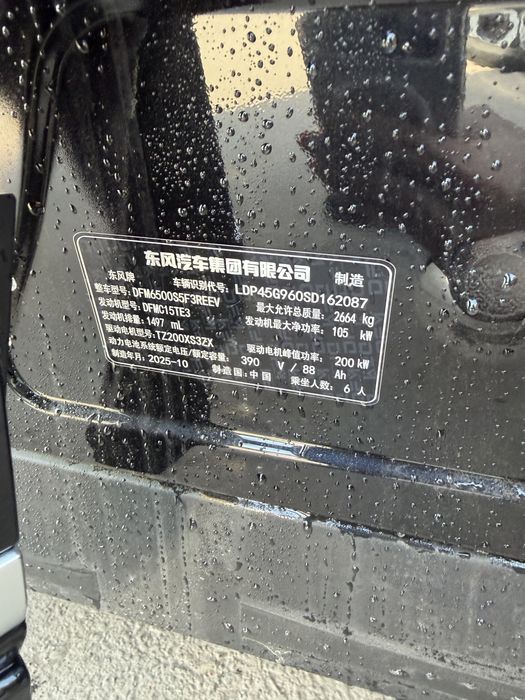 东风汽车集团有限公司 制造
东风牌 车辆识别代号: LDP45G960SD162087
整车型号: DFM6500S5F3REEV 最大允许总质量: 2664 kg
发动机型号: DFMC15TE3 发动机最大净功率: 105 kW
发动机排量: 1497 mL
驱动电机型号: TZ200XS3ZX 驱动电机峰值功率: 200 kW
动力电池系统额定电压/额定容量: 390 V / 88 Ah
制造年月: 2025-10 制造国: 中国 乘坐人数: 6 人